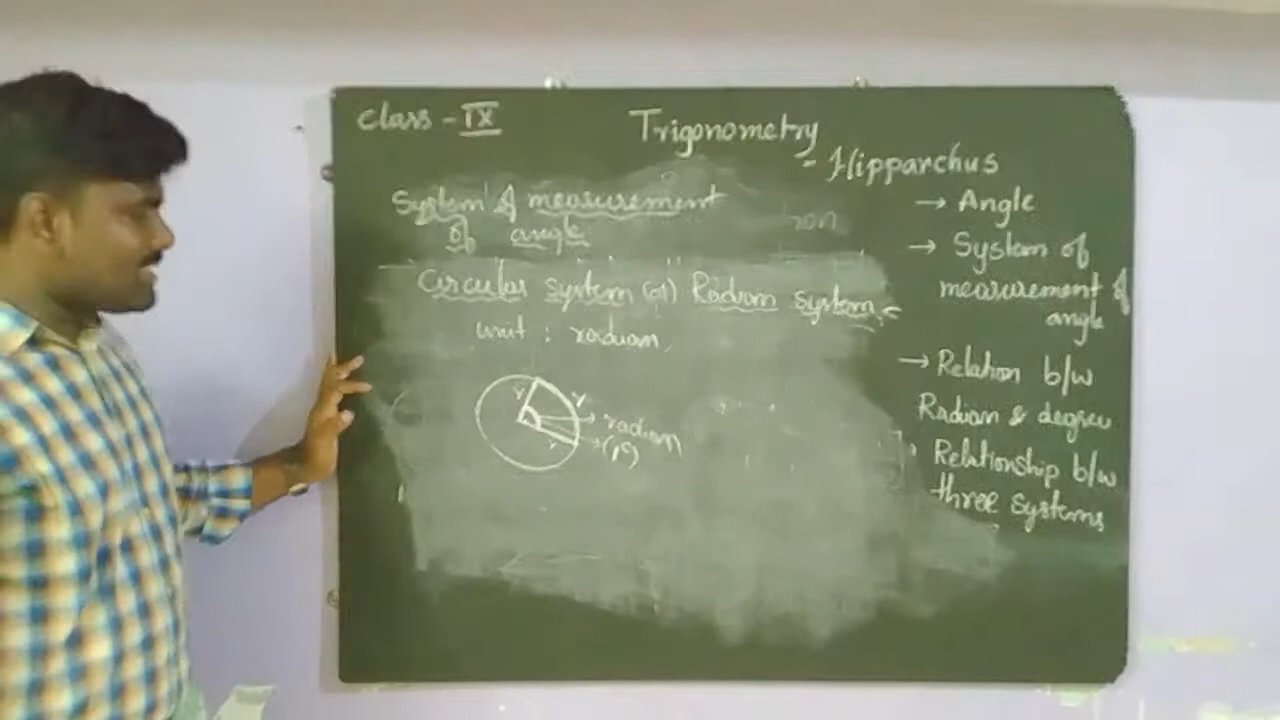 Class - IX
Trigonometry
- Hipparchus
System of measurement
of angle
Circular system (or) Radian system
unit : radian
r
r
r
radian
(1ᶜ)
→ Angle
→ System of
measurement of
angle
→ Relation b/w
Radian & degree
Relationship b/w
three systems